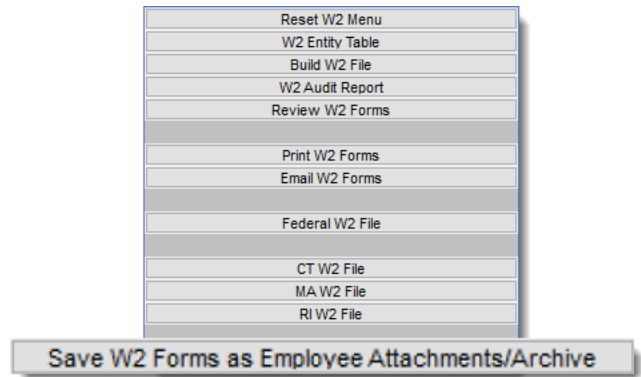 Reset W2 Menu
W2 Entity Table
Build W2 File
W2 Audit Report
Review W2 Forms
Print W2 Forms
Email W2 Forms
Federal W2 File
CT W2 File
MA W2 File
RI W2 File
Save W2 Forms as Employee Attachments/Archive